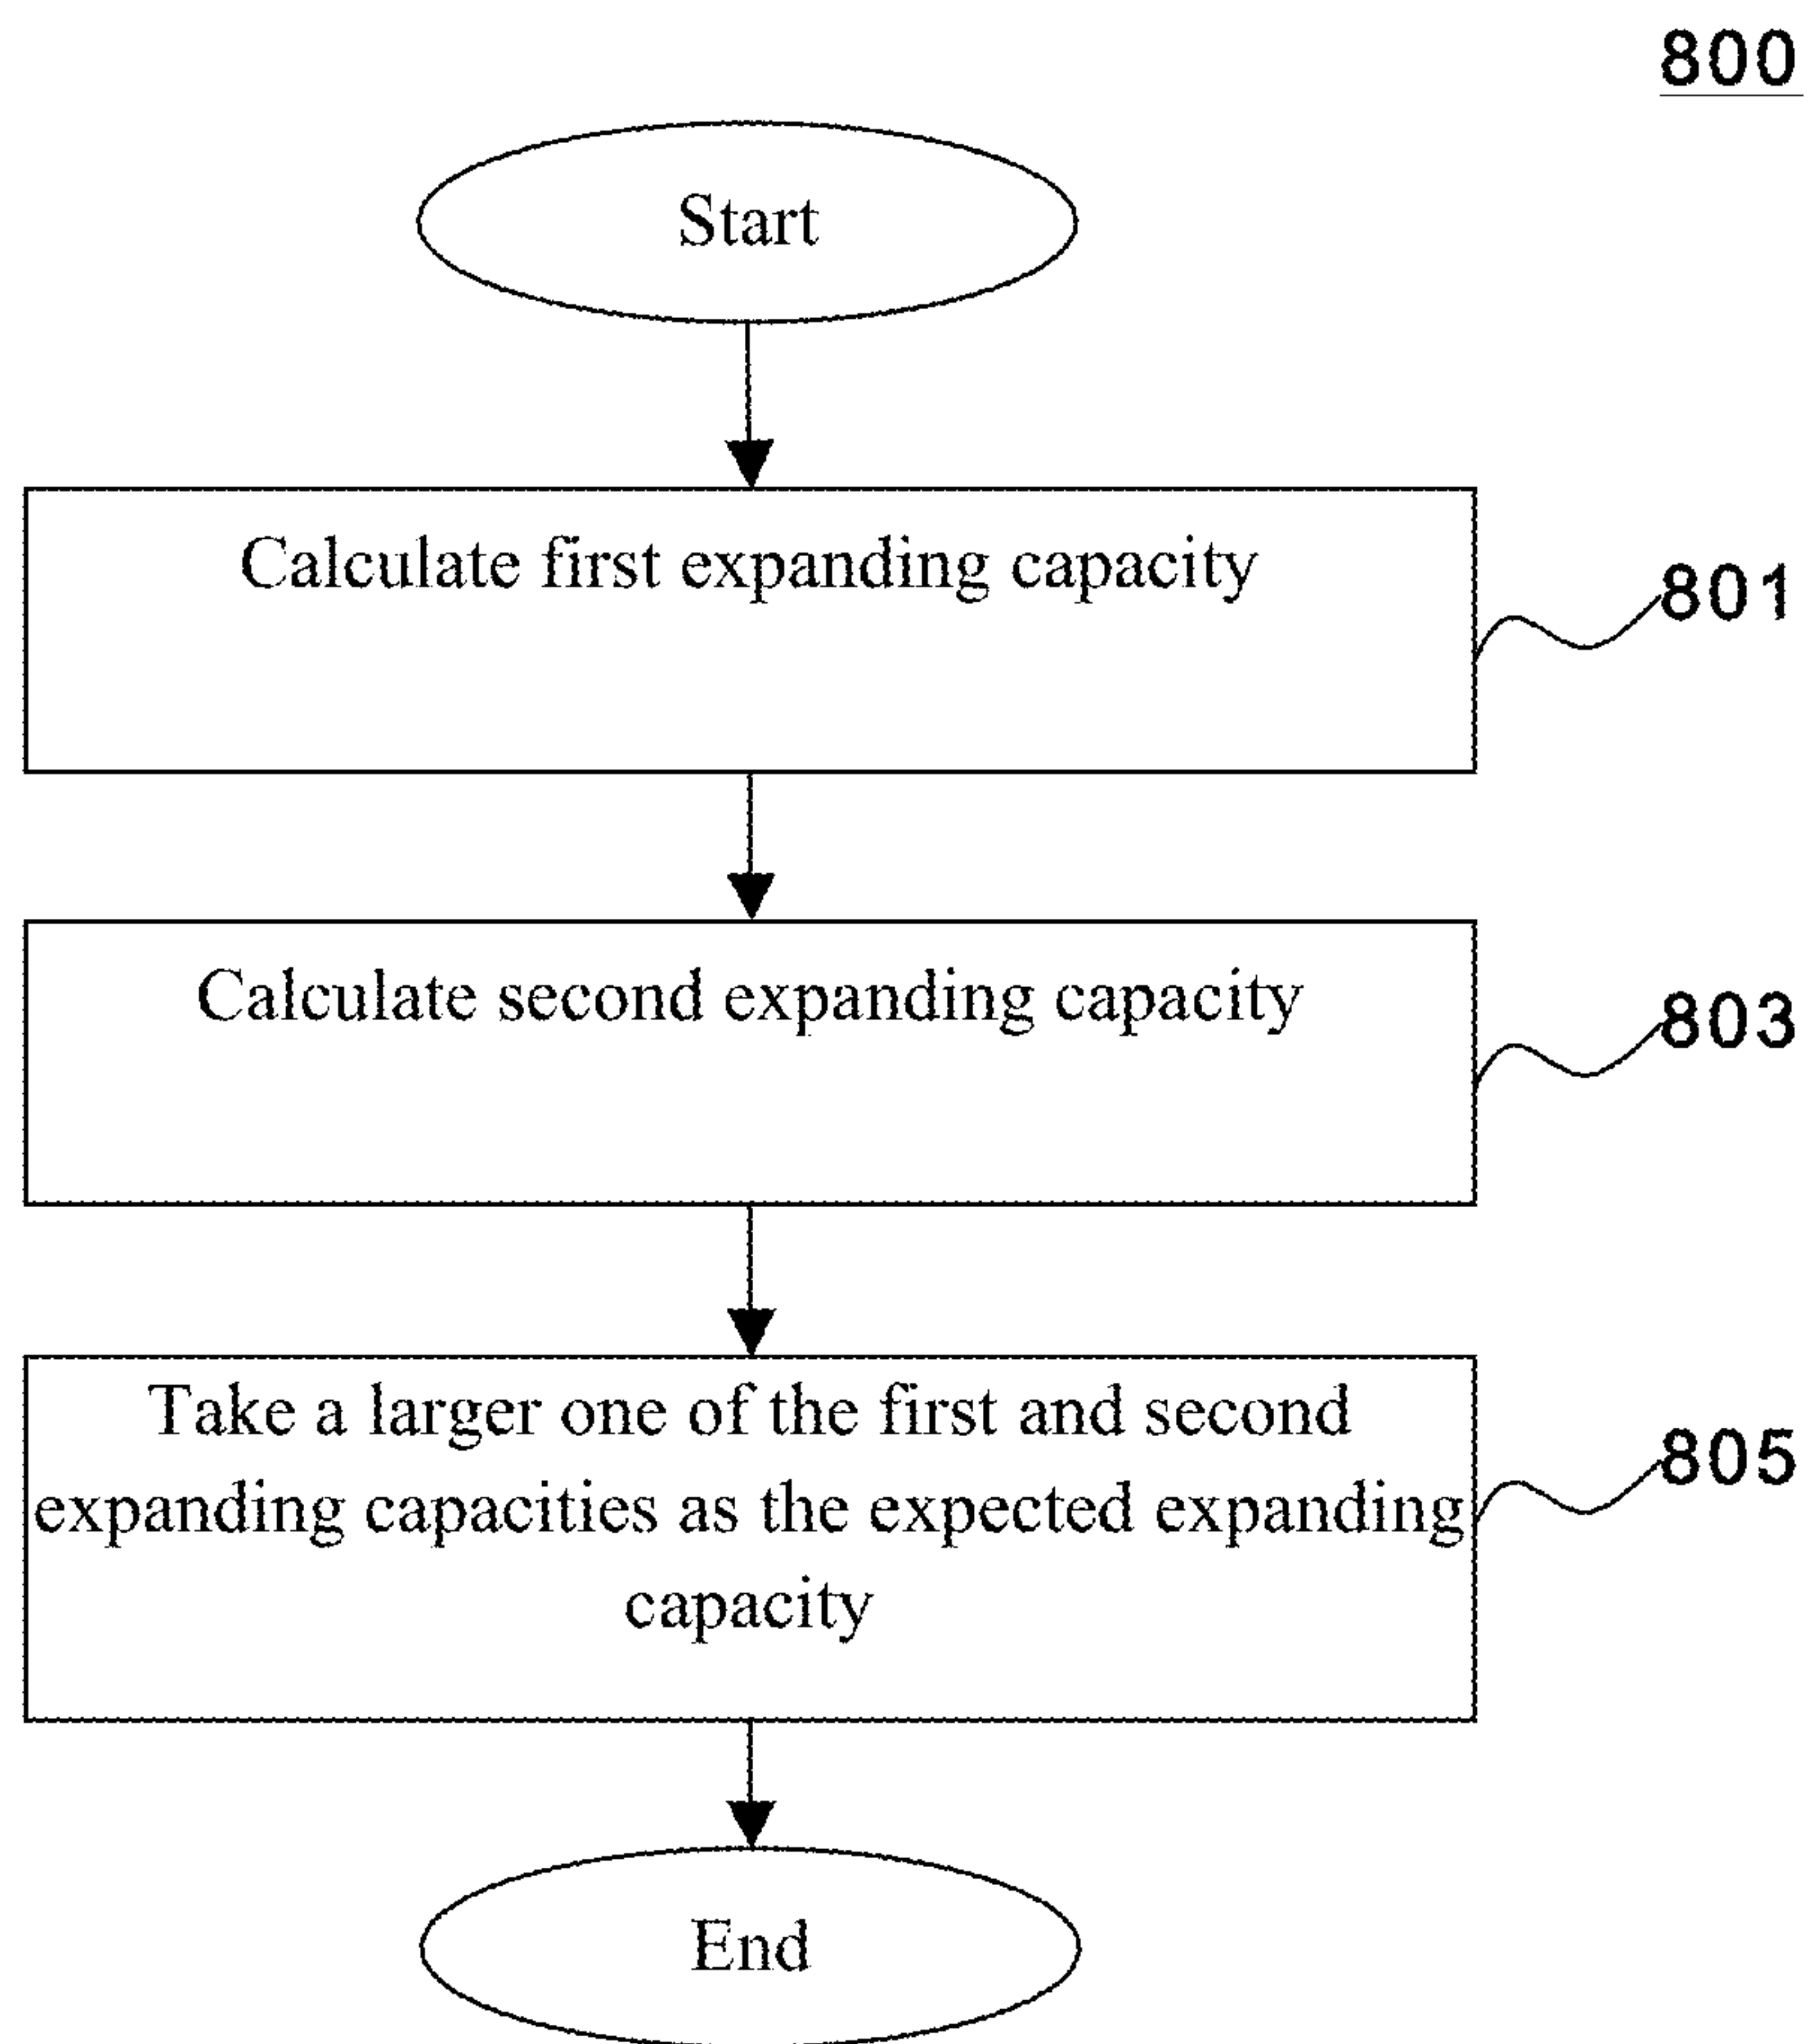 800
Start
Calculate first expanding capacity
801
Calculate second expanding capacity
803
Take a larger one of the first and second
expanding capacities as the expected expanding
capacity
805
End